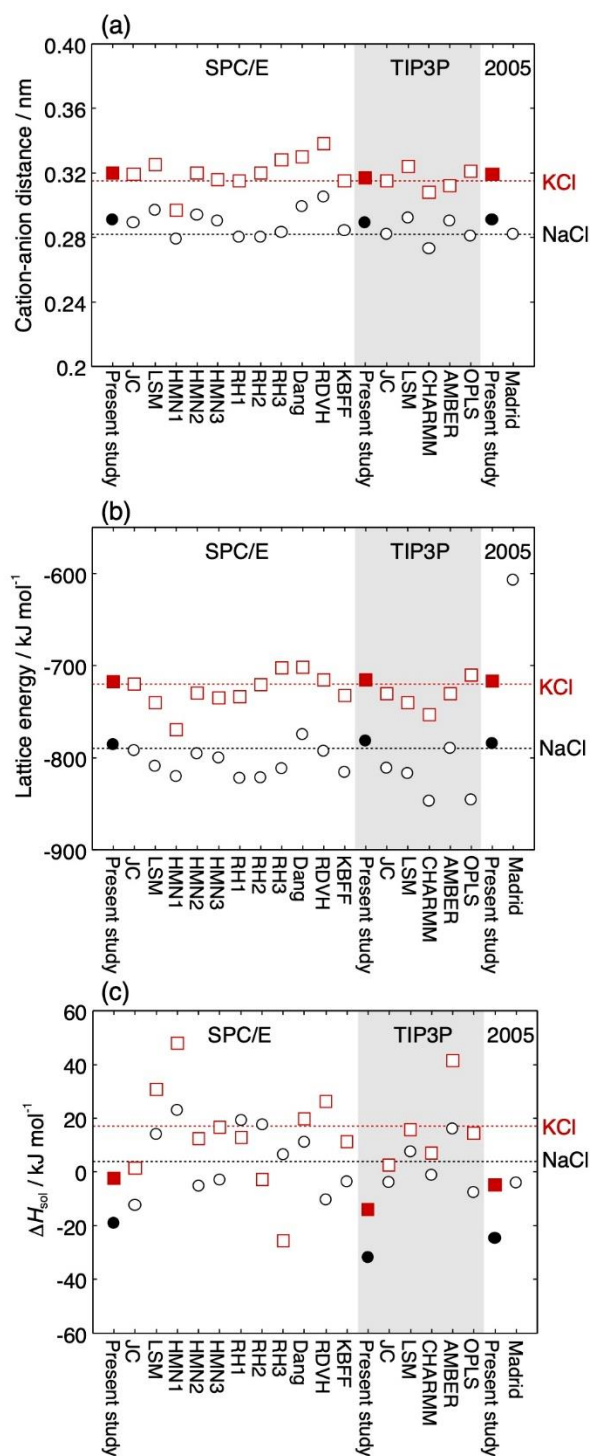 (a)
SPC/E TIP3P 2005
0.40
0.36
0.32
0.28
0.24
0.2
Cation-anion distance / nm
KCl
NaCl
Present study
JC
LSM
HMN1
HMN2
HMN3
RH1
RH2
RH3
Dang
RDVH
KBFF
Present study
JC
LSM
CHARMM
AMBER
OPLS
Present study
Madrid
(b)
SPC/E TIP3P 2005
-600
-700
-800
-900
Lattice energy / kJ mol⁻¹
KCl
NaCl
Present study
JC
LSM
HMN1
HMN2
HMN3
RH1
RH2
RH3
Dang
RDVH
KBFF
Present study
JC
LSM
CHARMM
AMBER
OPLS
Present study
Madrid
(c)
SPC/E TIP3P 2005
60
40
20
0
-20
-40
-60
ΔHsol / kJ mol⁻¹
KCl
NaCl
Present study
JC
LSM
HMN1
HMN2
HMN3
RH1
RH2
RH3
Dang
RDVH
KBFF
Present study
JC
LSM
CHARMM
AMBER
OPLS
Present study
Madrid